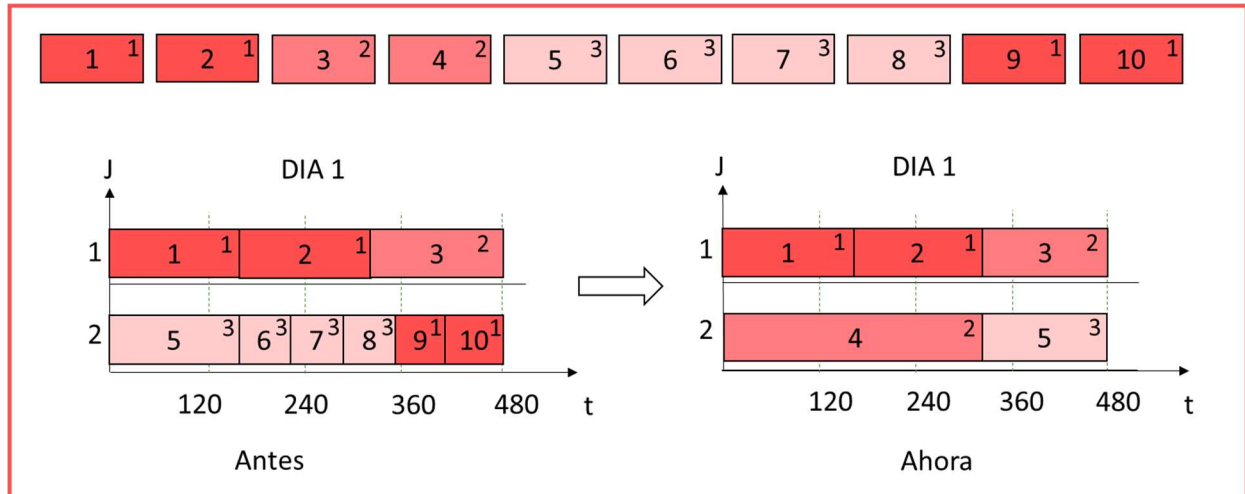 1 1 2 1 3 2 4 2 5 3 6 3 7 3 8 3 9 1 10 1
J DIA 1
1 1 1 2 1 3 2
2 5 3 6 3 7 3 8 3 9 1 10 1
120 240 360 480 t
Antes
J DIA 1
1 1 1 2 1 3 2
2 4 2 5 3
120 240 360 480 t
Ahora